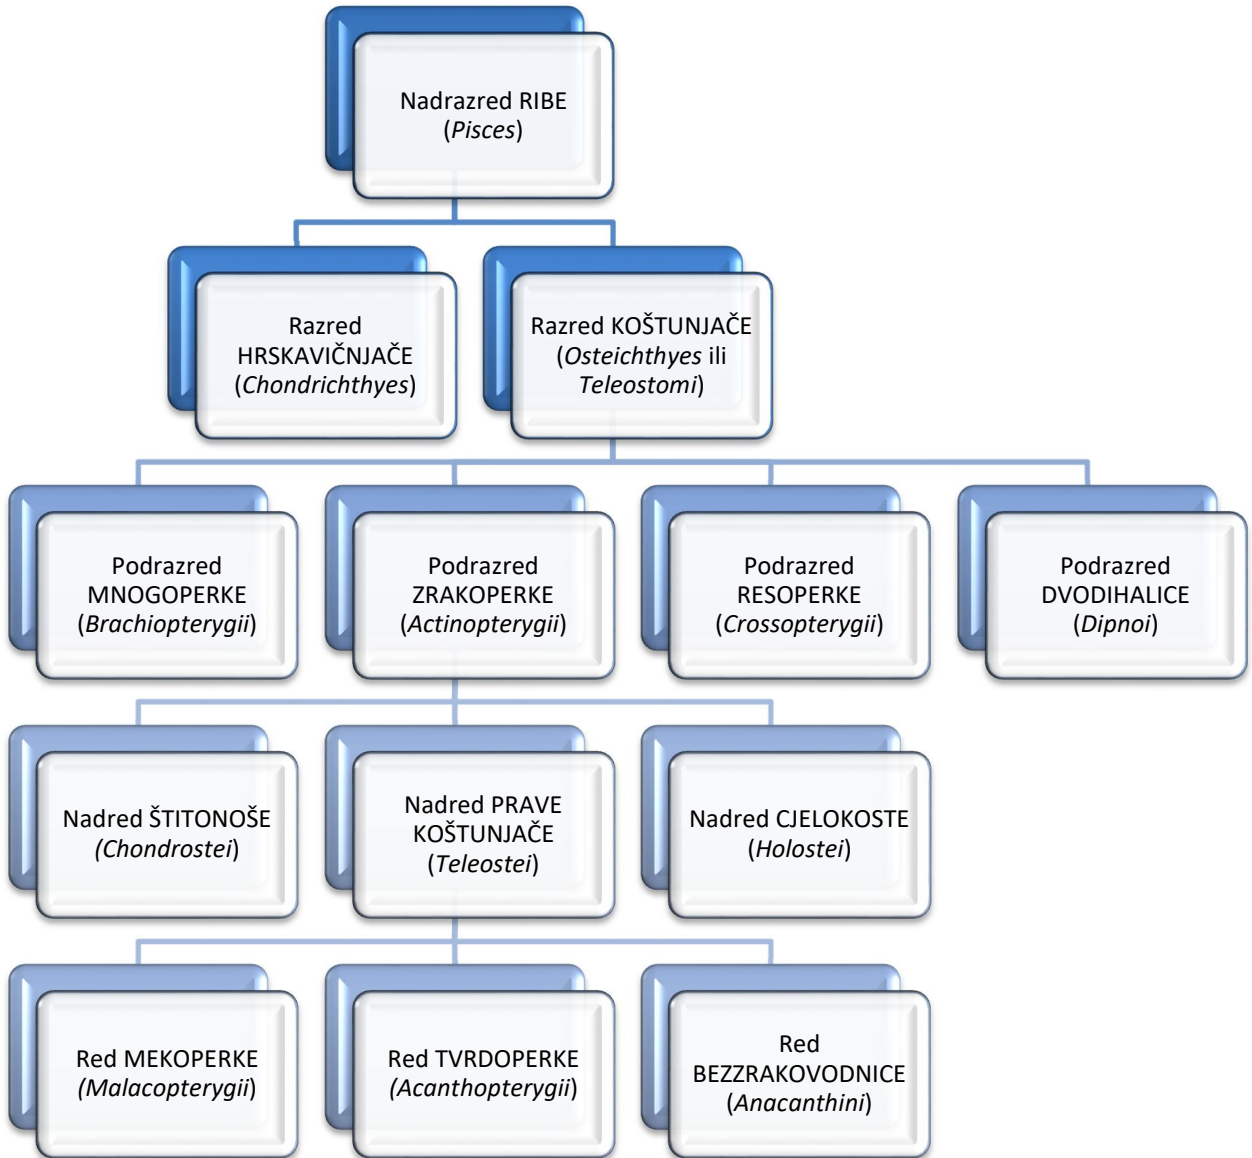 Nadrazred RIBE
(Pisces)
Razred
HRSKAVIČNJAČE
(Chondrichthyes)
Razred KOŠTUNJAČE
(Osteichthyes ili
Teleostomi)
Podrazred
MNOGOPERKE
(Brachiopterygii)
Podrazred
ZRAKOPERKE
(Actinopterygii)
Podrazred
RESOPERKE
(Crossopterygii)
Podrazred
DVODIHALICE
(Dipnoi)
Nadred ŠTITONOŠE
(Chondrostei)
Nadred PRAVE
KOŠTUNJAČE
(Teleostei)
Nadred CJELOKOSTE
(Holostei)
Red MEKOPERKE
(Malacopterygii)
Red TVRDOPERKE
(Acanthopterygii)
Red
BEZZRAKOVODNICE
(Anacanthini)